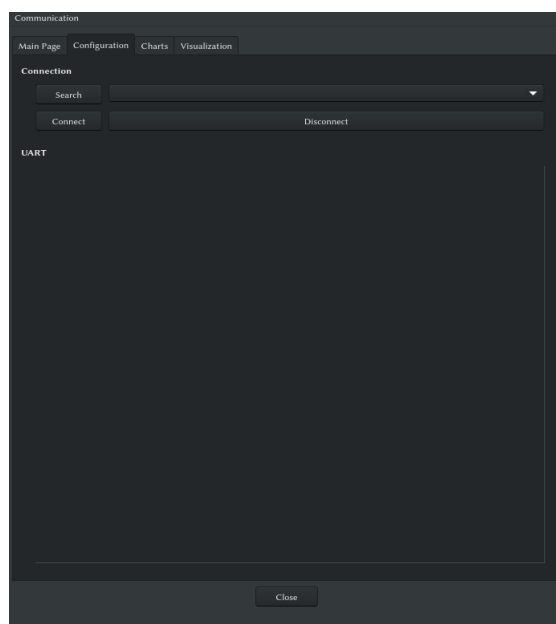 Communication
Main Page Configuration Charts Visualization
Connection
Search
Connect Disconnect
UART
Close